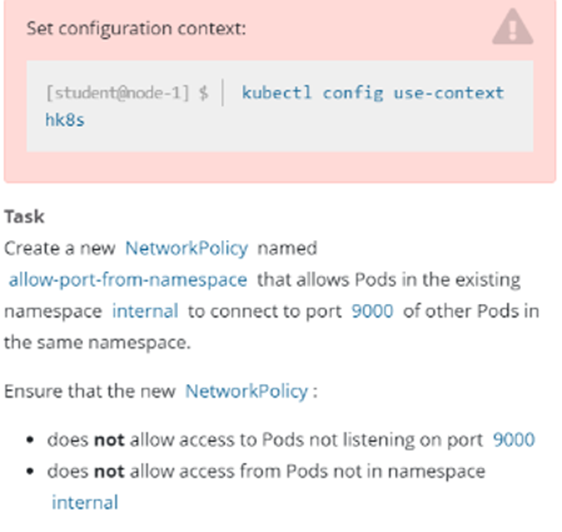 Set configuration context:
[student@node-1] $ | kubectl config use-context
hk8s
Task
Create a new NetworkPolicy named
allow-port-from-namespace that allows Pods in the existing
namespace internal to connect to port 9000 of other Pods in
the same namespace.
Ensure that the new NetworkPolicy :
• does not allow access to Pods not listening on port 9000
• does not allow access from Pods not in namespace
internal